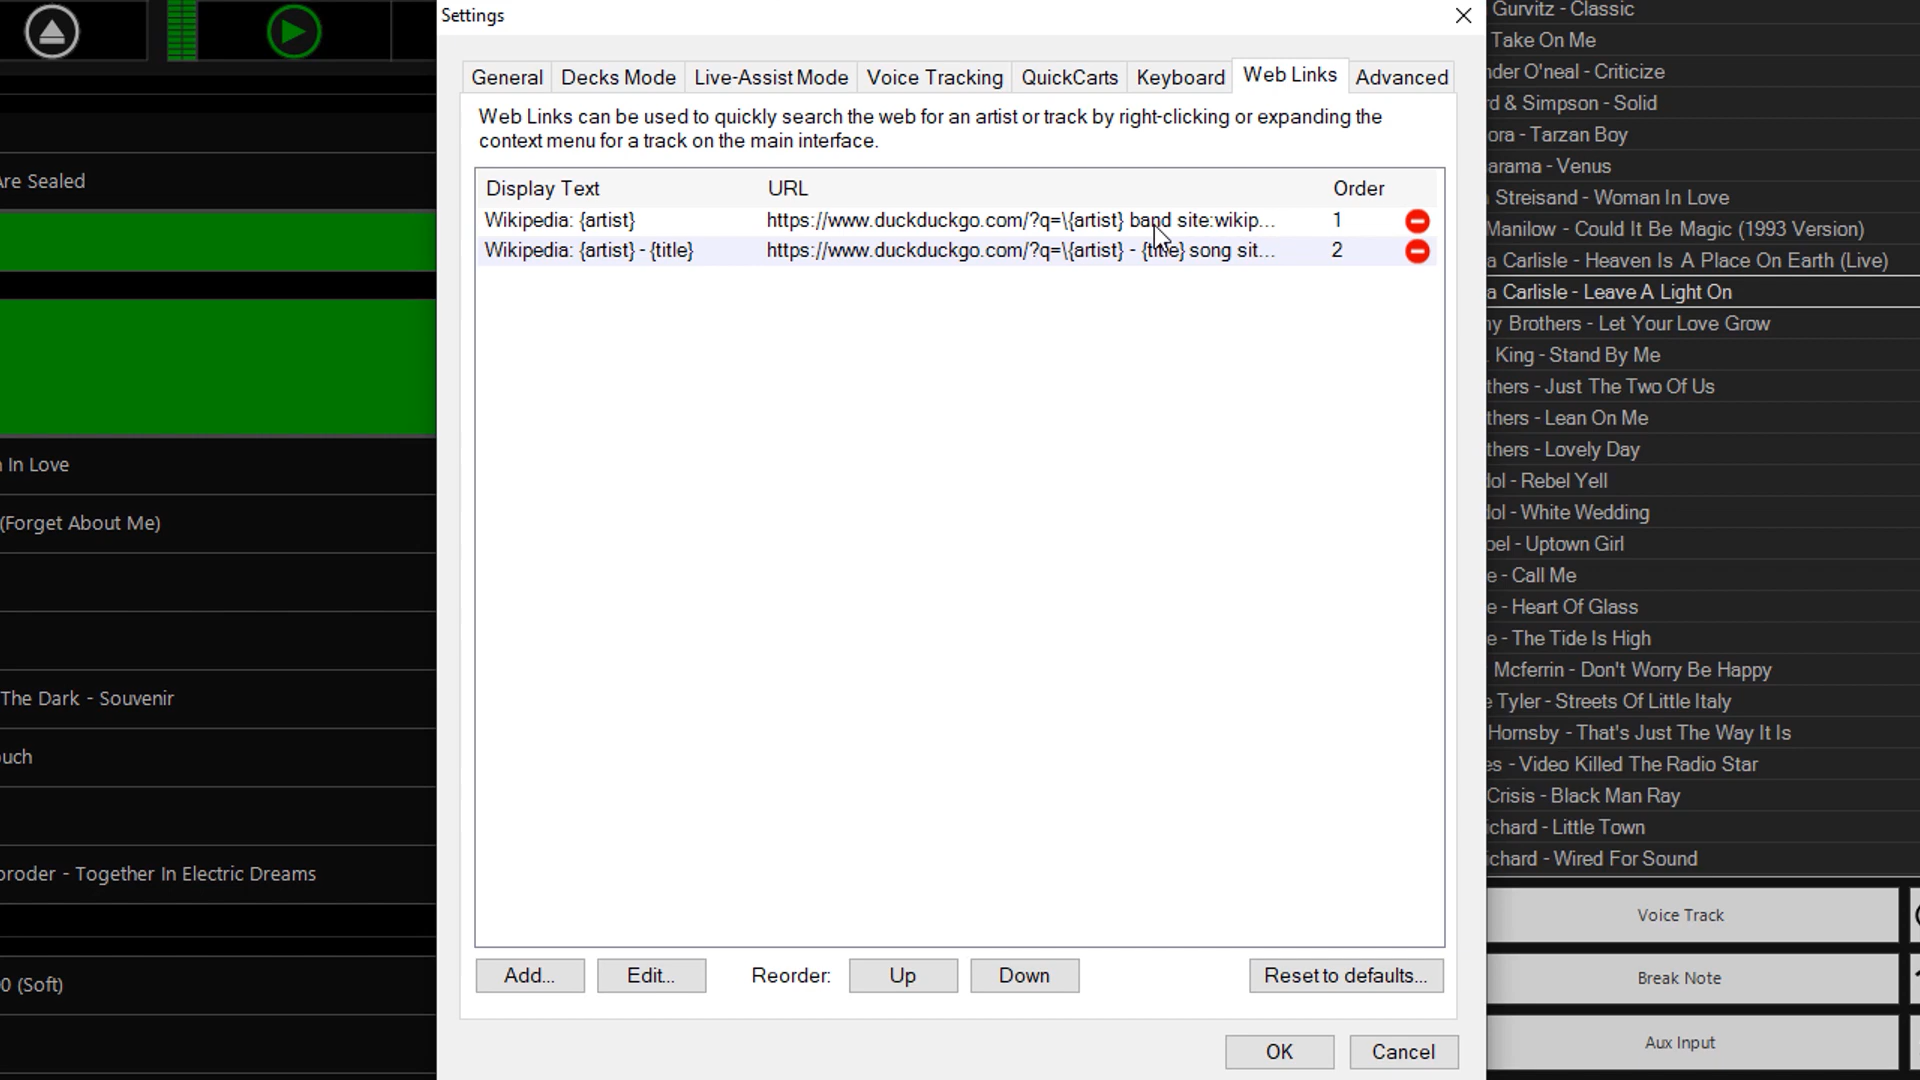 Settings
General
Decks Mode
Live-Assist Mode
Voice Tracking
QuickCarts
Keyboard
Web Links
Advanced
Web Links can be used to quickly search the web for an artist or track by right-clicking or expanding the
context menu for a track on the main interface.
Display Text URL Order
Wikipedia: {artist} https://www.duckduckgo.com/?q=\{artist} band site:wikip... 1
Wikipedia: {artist} - {title} https://www.duckduckgo.com/?q=\{artist} - {title} song sit... 2
Add... Edit... Reorder: Up Down Reset to defaults...
OK Cancel
Are Sealed
In Love
(Forget About Me)
The Dark - Souvenir
ouch
oroder - Together In Electric Dreams
0 (Soft)
Gurvitz - Classic
Take On Me
nder O'neal - Criticize
rd & Simpson - Solid
ora - Tarzan Boy
arama - Venus
Streisand - Woman In Love
Manilow - Could It Be Magic (1993 Version)
a Carlisle - Heaven Is A Place On Earth (Live)
a Carlisle - Leave A Light On
ny Brothers - Let Your Love Grow
. King - Stand By Me
thers - Just The Two Of Us
thers - Lean On Me
thers - Lovely Day
dol - Rebel Yell
dol - White Wedding
oel - Uptown Girl
e - Call Me
e - Heart Of Glass
e - The Tide Is High
Mcferrin - Don't Worry Be Happy
e Tyler - Streets Of Little Italy
Hornsby - That's Just The Way It Is
es - Video Killed The Radio Star
Crisis - Black Man Ray
ichard - Little Town
ichard - Wired For Sound
Voice Track
Break Note
Aux Input